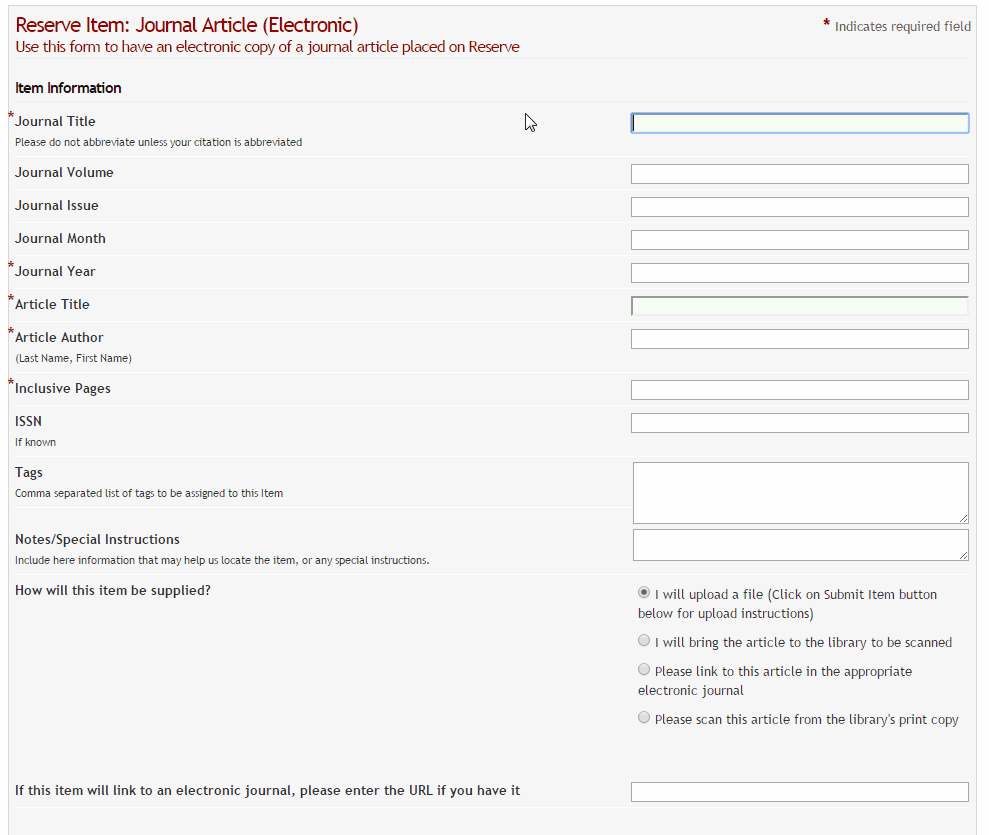 Reserve Item: Journal Article (Electronic)
* Indicates required field
Use this form to have an electronic copy of a journal article placed on Reserve
Item Information
*Journal Title
Please do not abbreviate unless your citation is abbreviated
Journal Volume
Journal Issue
Journal Month
*Journal Year
*Article Title
*Article Author
(Last Name, First Name)
*Inclusive Pages
ISSN
If known
Tags
Comma separated list of tags to be assigned to this Item
Notes/Special Instructions
Include here information that may help us locate the item, or any special instructions.
How will this item be supplied?
I will upload a file (Click on Submit Item button
below for upload instructions)
I will bring the article to the library to be scanned
Please link to this article in the appropriate
electronic journal
Please scan this article from the library's print copy
If this item will link to an electronic journal, please enter the URL if you have it